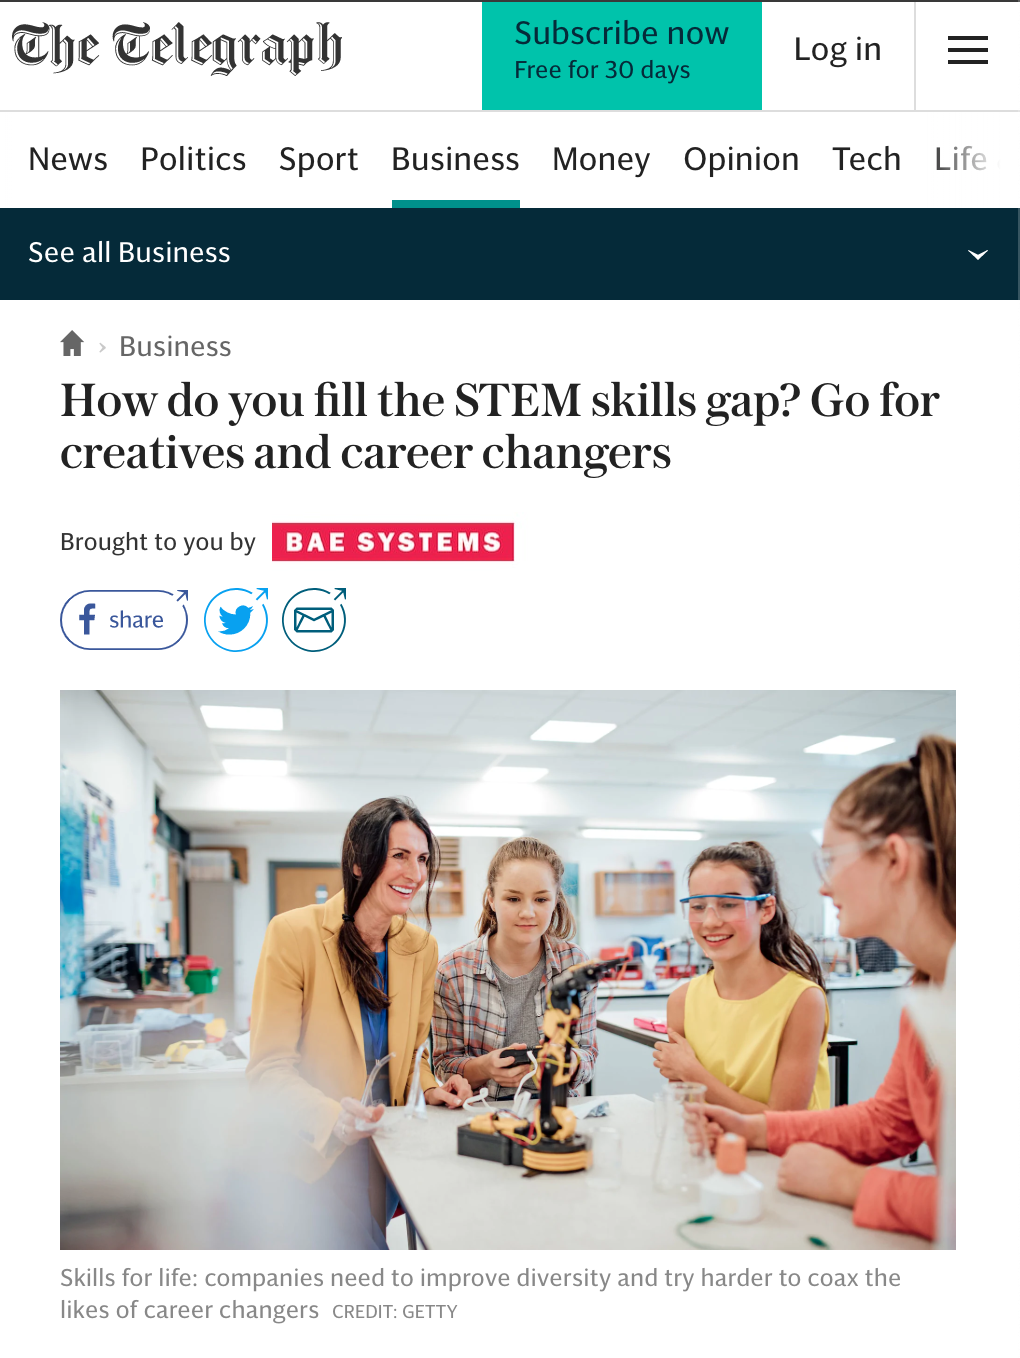 The Telegraph
Subscribe now
Free for 30 days
Log in
News Politics Sport Business Money Opinion Tech Life
See all Business
Business
How do you fill the STEM skills gap? Go for
creatives and career changers
Brought to you by BAE SYSTEMS
share
Skills for life: companies need to improve diversity and try harder to coax the
likes of career changers CREDIT: GETTY